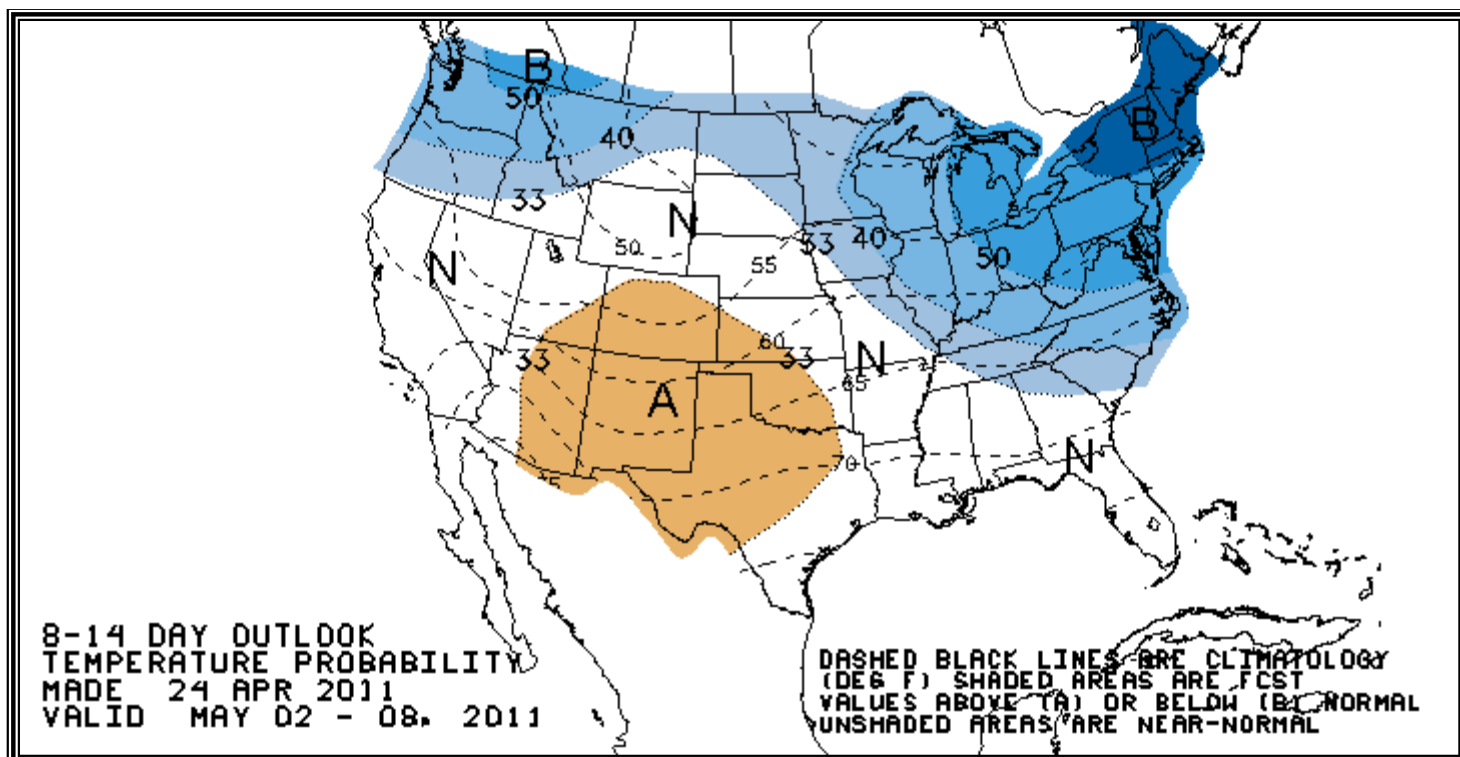 B
50
B
40
33
N
33
40
N
50
50
55
N
60
33
33
N
65
A
N
70
8-14 DAY OUTLOOK
TEMPERATURE PROBABILITY
MADE 24 APR 2011
VALID MAY 02 - 08, 2011
DASHED BLACK LINES ARE CLIMATOLOGY
(DEG F) SHADED AREAS ARE FCST
VALUES ABOVE (A) OR BELOW (B) NORMAL
UNSHADED AREAS ARE NEAR-NORMAL